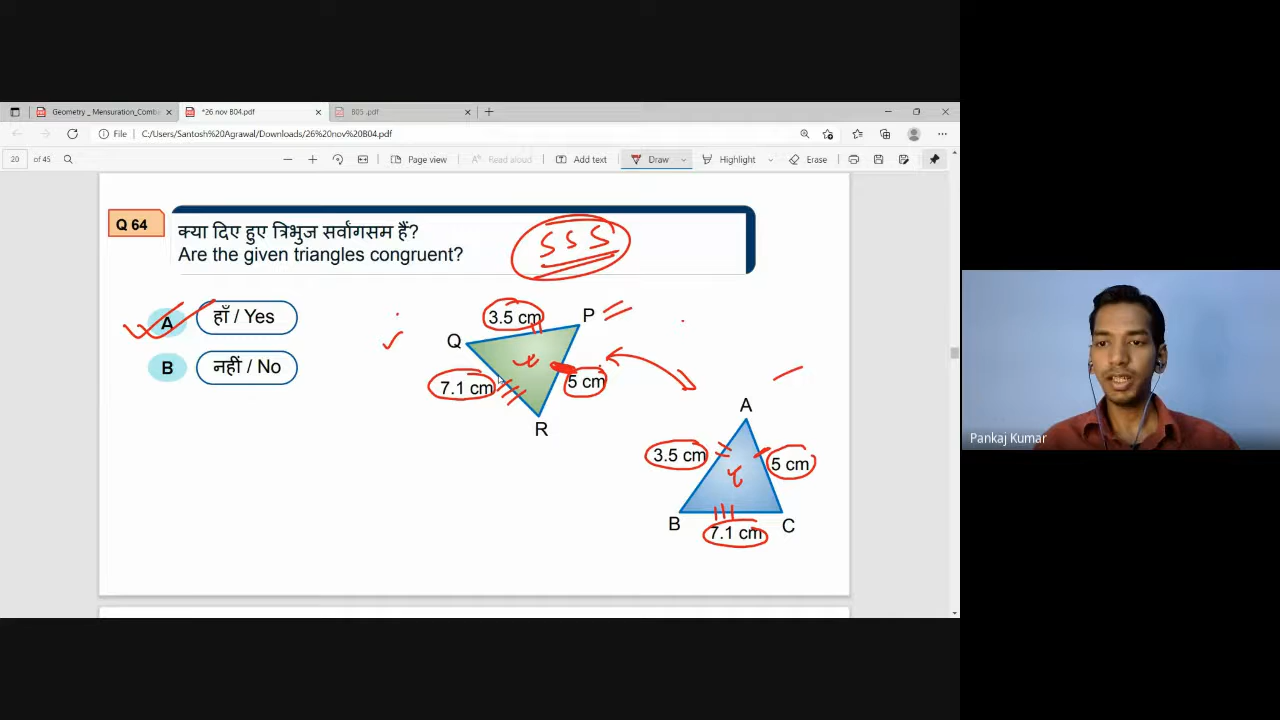 Geometry _ Mensuration_Comb
*26 nov B04.pdf
B05 .pdf
File
C:/Users/Santosh%20Agrawal/Downloads/26%20nov%20B04.pdf
20 of 45
Page view
Read aloud
Add text
Draw
Highlight
Erase
Q 64
क्या दिए हुए त्रिभुज सर्वांगसम हैं?
Are the given triangles congruent?
S S S
A हाँ / Yes
B नहीं / No
3.5 cm
P
Q
7.1 cm
5 cm
R
A
3.5 cm
5 cm
B
C
7.1 cm
Pankaj Kumar